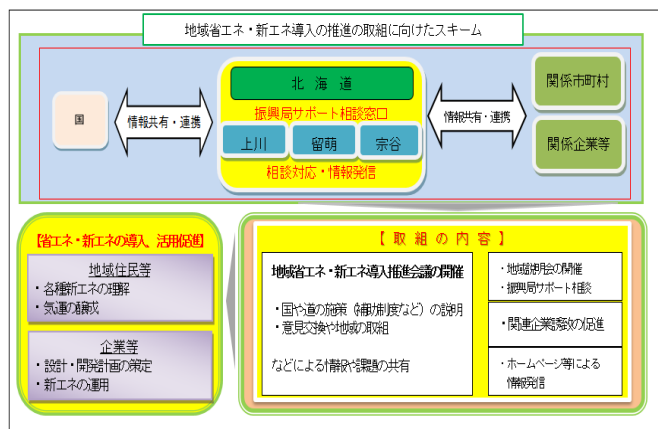 地域省エネ・新エネ導入の推進の取組に向けたスキーム
国
情報共有・連携
北 海 道
振興局サポート相談窓口
上川
留萌
宗谷
相談対応・情報発信
情報共有・連携
関係市町村
関係企業等
【省エネ・新エネの導入、活用促進】
地域住民等
・各種新エネの理解
・気運の醸成
企業等
・設計・開発計画の策定
・新エネの運用
【 取 組 の 内 容 】
地域省エネ・新エネ導入推進会議の開催
・国や道の施策（補助制度など）の説明
・意見交換や地域の取組
などによる情報や課題の共有
・地域説明会の開催
・振興局サポート相談
・関連企業誘致の促進
・ホームページ等による
情報発信